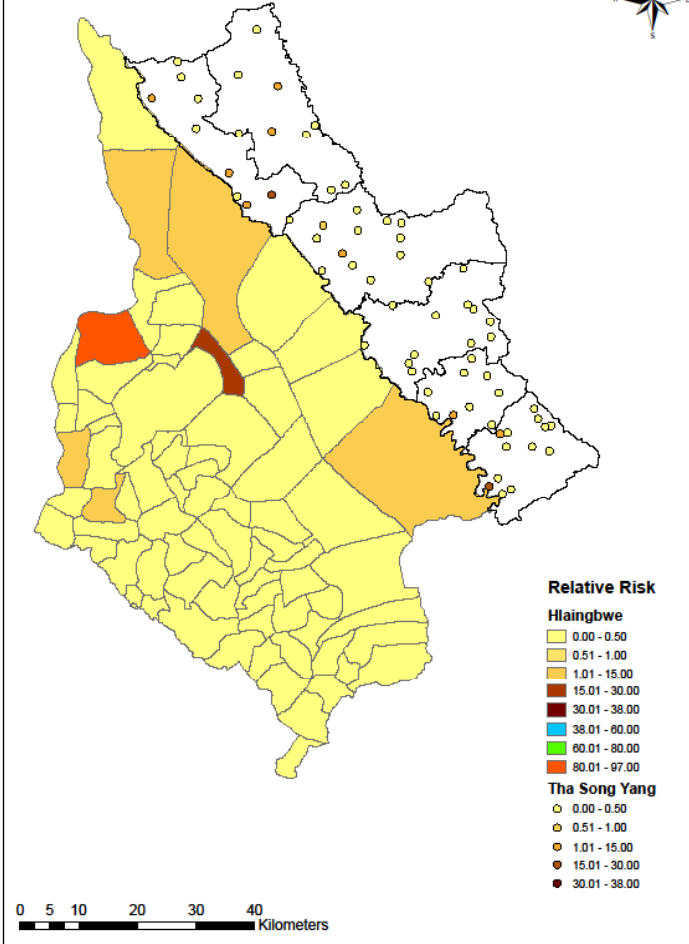 S
Relative Risk
Hlaingbwe
0.00 - 0.50
0.51 - 1.00
1.01 - 15.00
15.01 - 30.00
30.01 - 38.00
38.01 - 60.00
60.01 - 80.00
80.01 - 97.00
Tha Song Yang
0.00 - 0.50
0.51 - 1.00
1.01 - 15.00
15.01 - 30.00
30.01 - 38.00
0 5 10 20 30 40
Kilometers